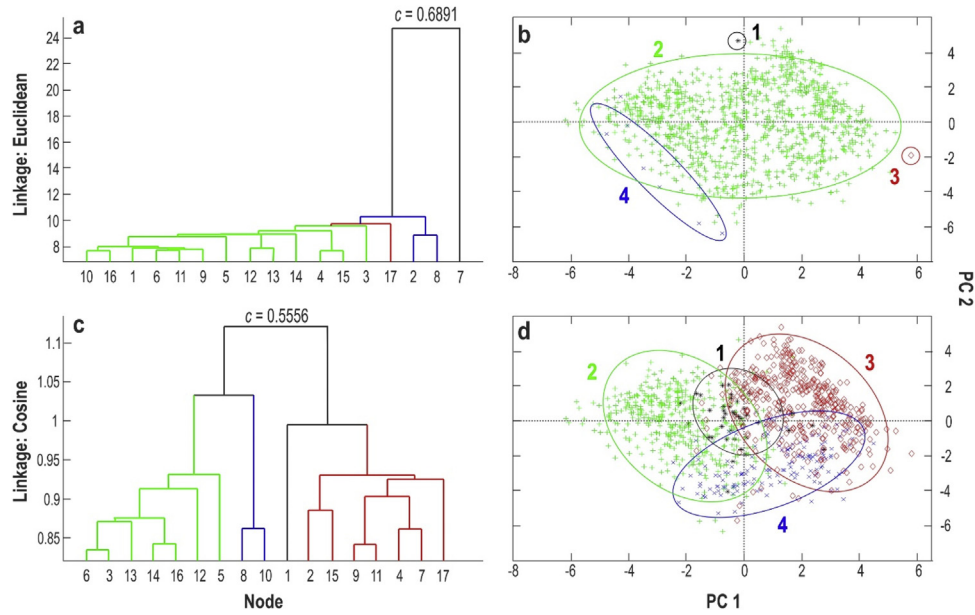 a
c = 0.6891
24
22
20
18
16
14
12
10
8
Linkage: Euclidean
10 16 1 6 11 9 5 12 13 14 4 15 3 17 2 8 7
b
1
2
3
4
4
2
0
-2
-4
-6
-8 -6 -4 -2 0 2 4 6
PC 2
c
c = 0.5556
1.1
1.05
1
0.95
0.9
0.85
Linkage: Cosine
6 3 13 14 16 12 5 8 10 1 2 15 9 11 4 7 17
Node
d
1
2
3
4
4
2
0
-2
-4
-6
-8 -6 -4 -2 0 2 4 6
PC 1